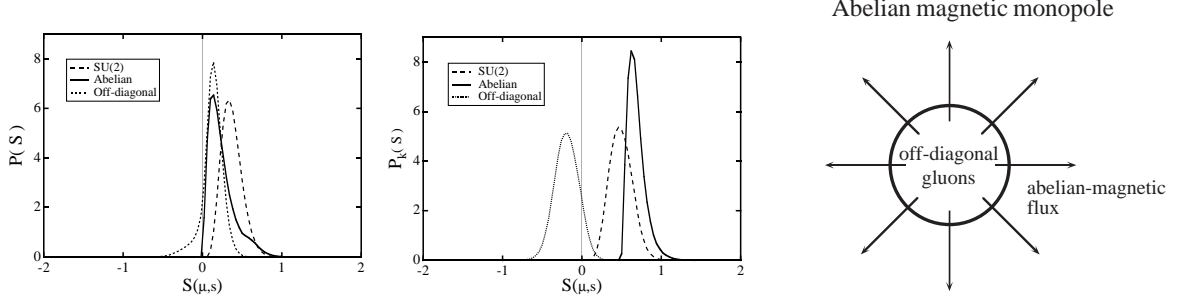 8
6
4
2
0
P( S )
SU(2)
Abelian
Off-diagonal
-2
-1
0
1
2
S(μ,s)
8
6
4
2
0
P_k( s )
SU(2)
Abelian
Off-diagonal
-2
-1
0
1
2
S(μ,s)
Abelian magnetic monopole
off-diagonal
gluons
abelian-magnetic
flux